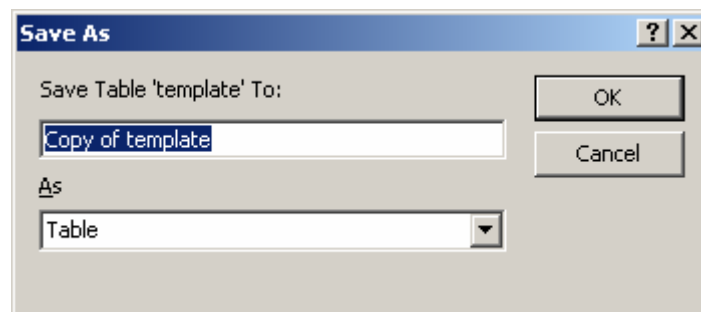 Save As
Save Table 'template' To:
OK
Copy of template
Cancel
As
Table